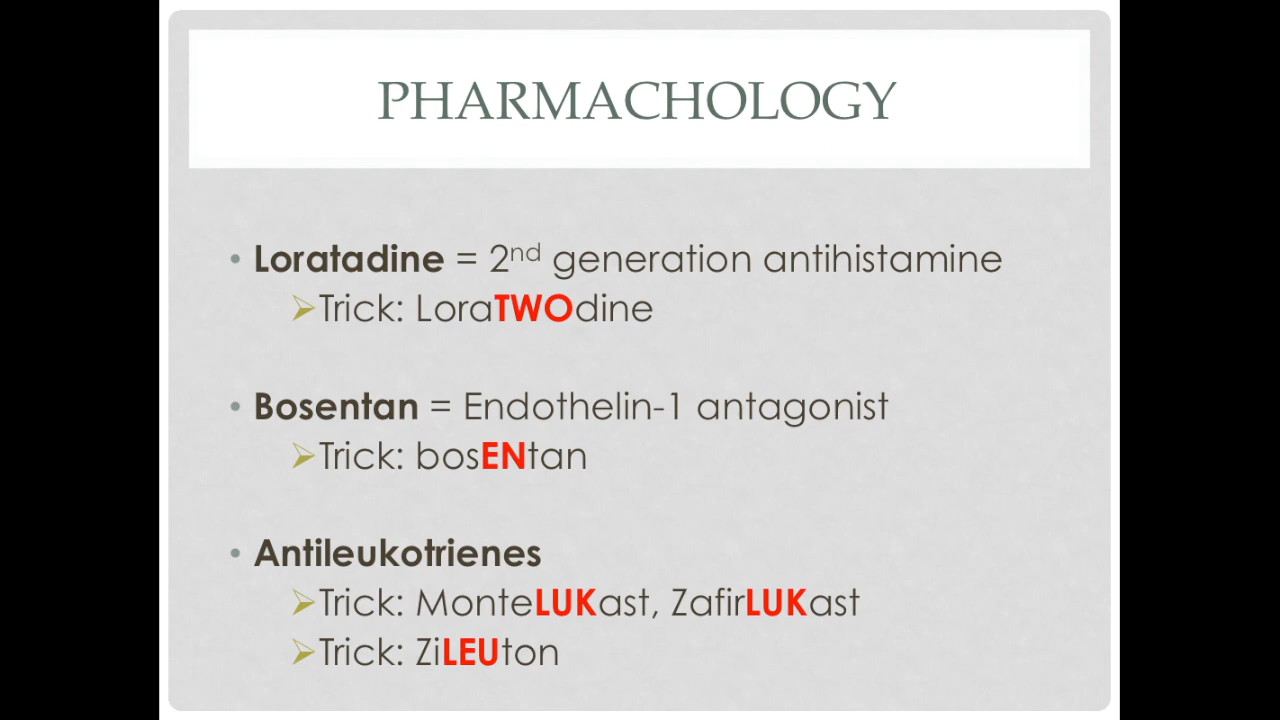 PHARMACHOLOGY
• Loratadine = 2nd generation antihistamine
➢Trick: LoraTWOdine
• Bosentan = Endothelin-1 antagonist
➢Trick: bosENtan
• Antileukotrienes
➢Trick: MonteLUKast, ZafirLUKast
➢Trick: ZiLEUton